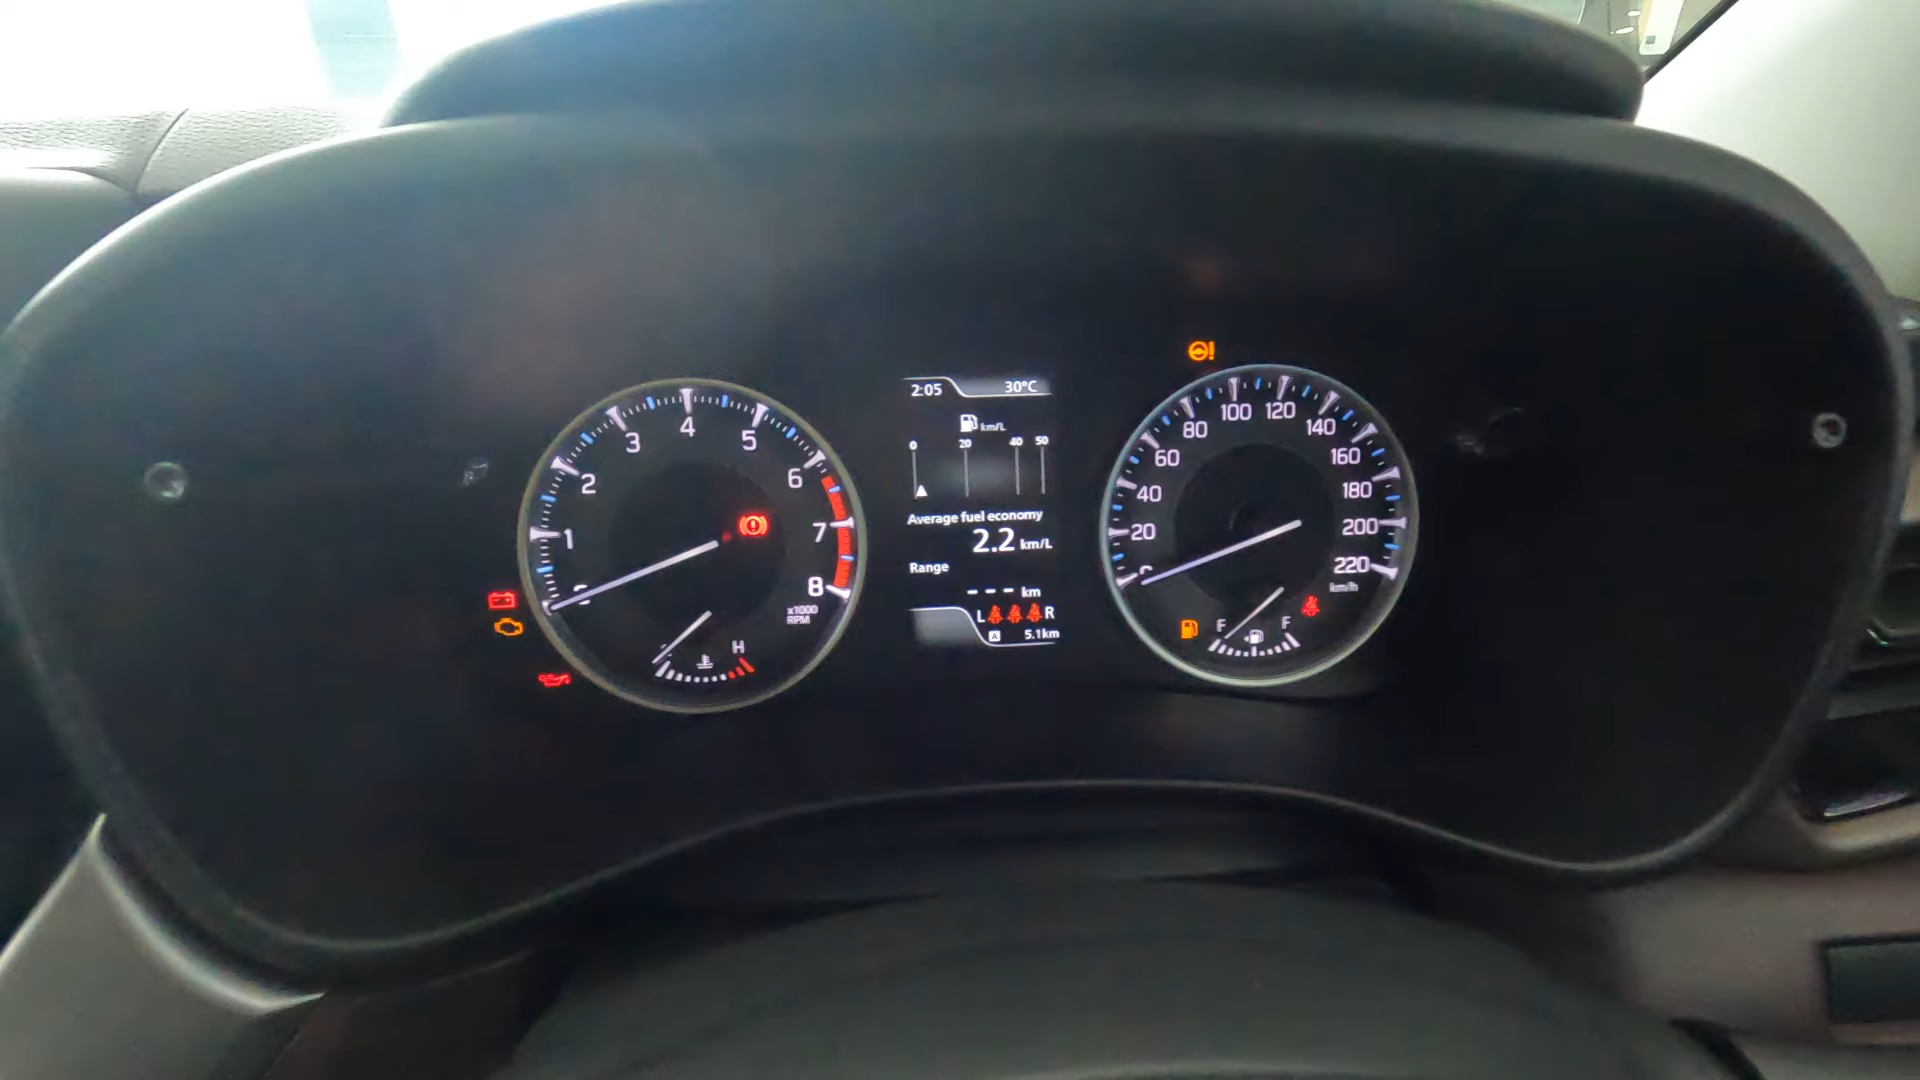 1
2
3
4
5
6
7
8
x1000
RPM
H
2:05 30°C
km/L
0 20 40 50
Average fuel economy
2.2 km/L
Range
--- km
L R
A 5.1km
20
40
60
80
100
120
140
160
180
200
220
km/h
F F